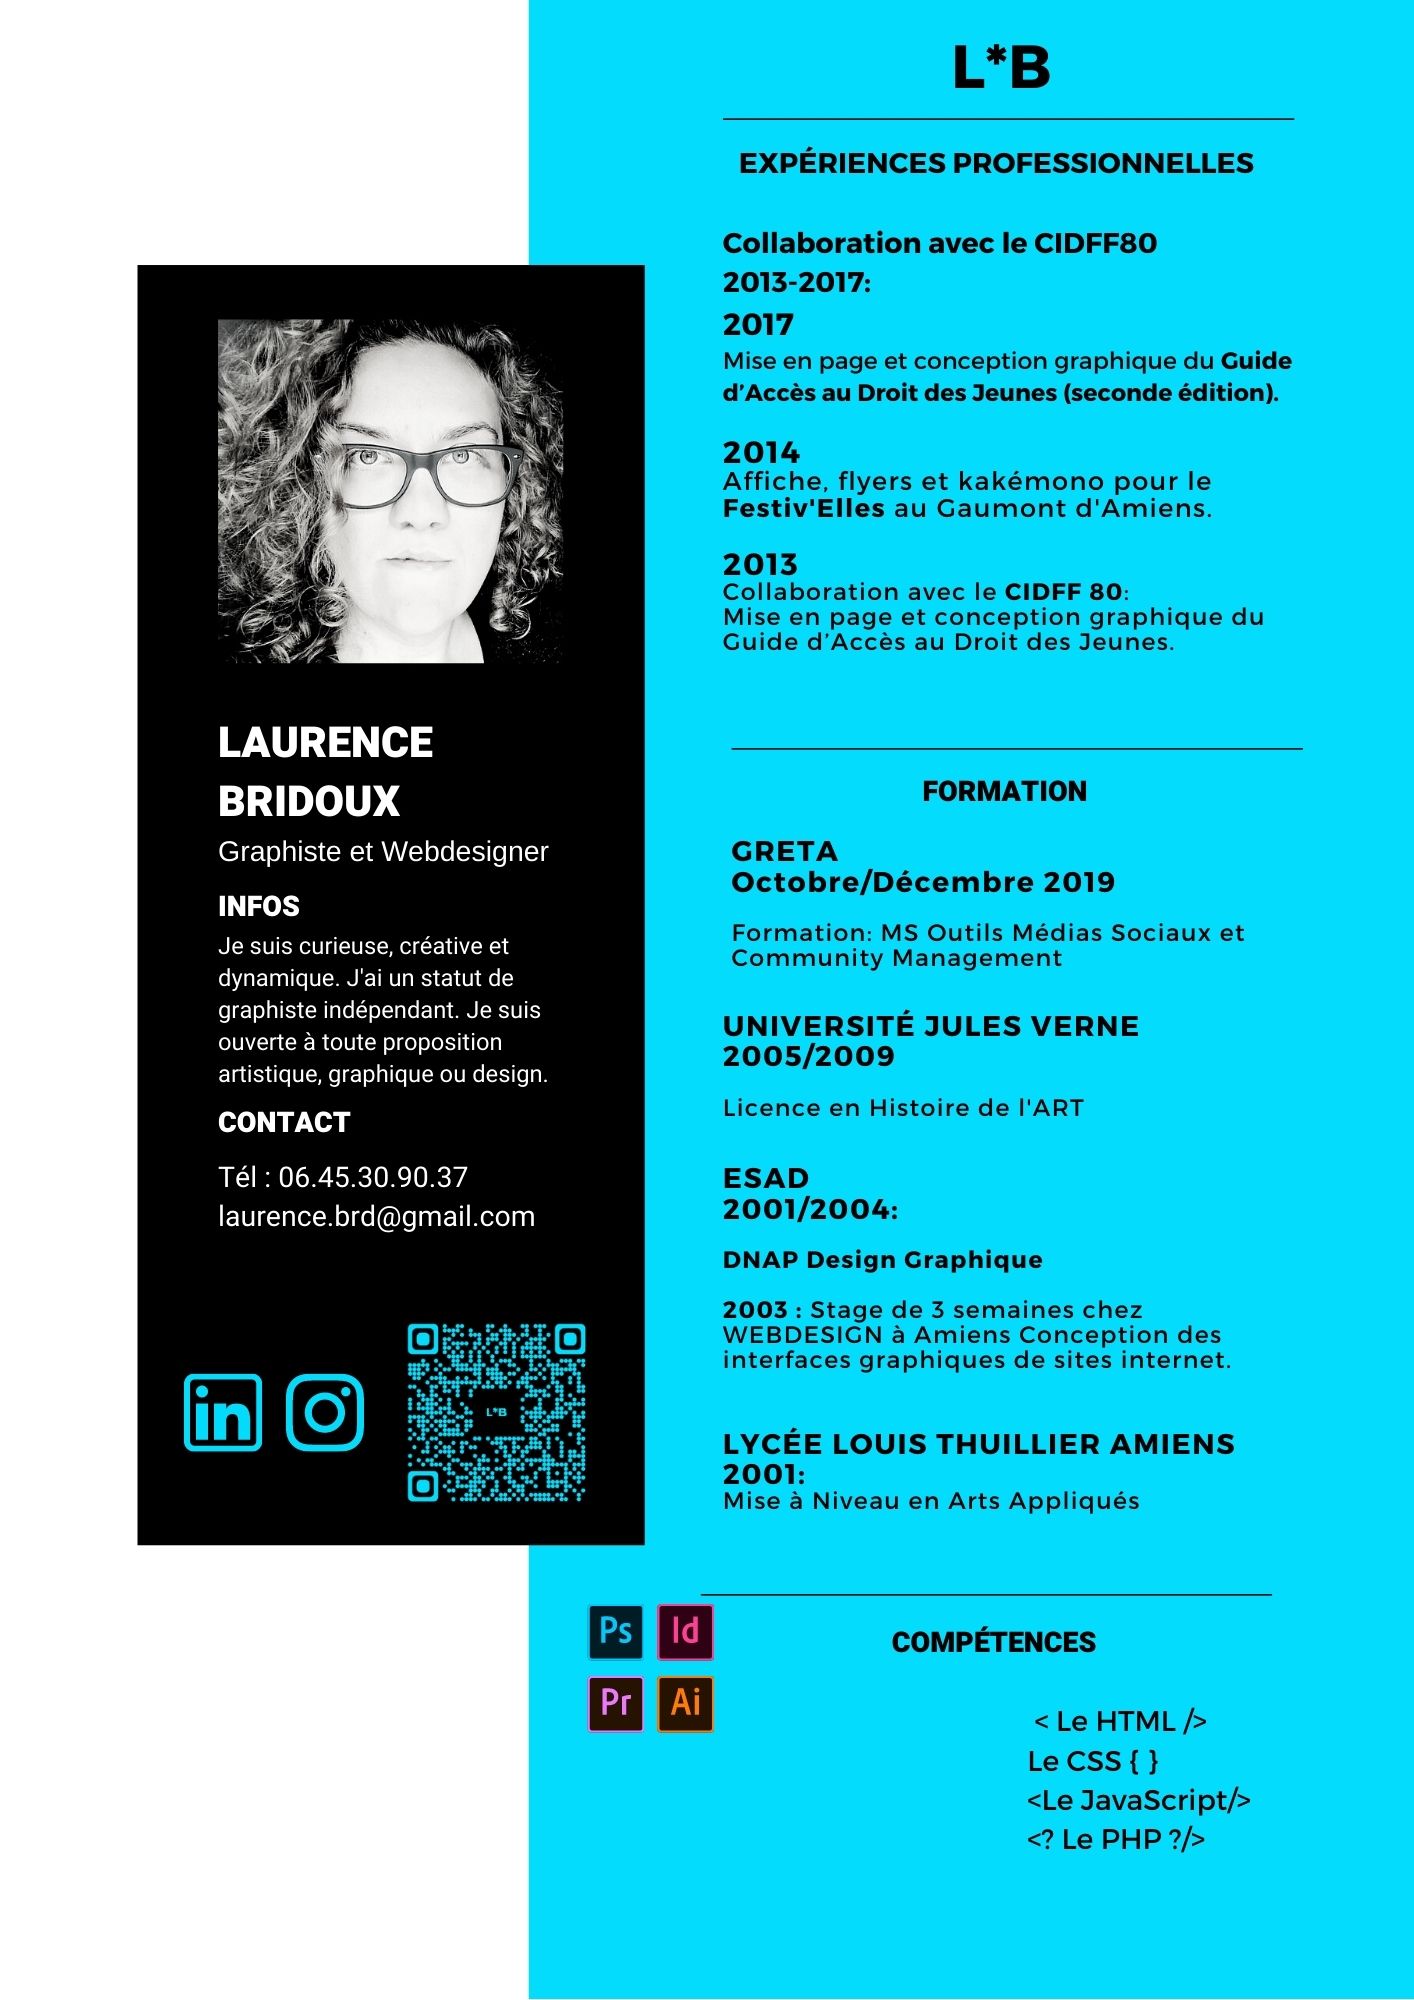 L*B
EXPÉRIENCES PROFESSIONNELLES
Collaboration avec le CIDFF80
2013-2017:
2017
Mise en page et conception graphique du Guide
d’Accès au Droit des Jeunes (seconde édition).
2014
Affiche, flyers et kakémono pour le
Festiv'Elles au Gaumont d'Amiens.
2013
Collaboration avec le CIDFF 80:
Mise en page et conception graphique du
Guide d’Accès au Droit des Jeunes.
LAURENCE
BRIDOUX
Graphiste et Webdesigner
INFOS
Je suis curieuse, créative et
dynamique. J'ai un statut de
graphiste indépendant. Je suis
ouverte à toute proposition
artistique, graphique ou design.
CONTACT
Tél : 06.45.30.90.37
laurence.brd@gmail.com
in
L*B
FORMATION
GRETA
Octobre/Décembre 2019
Formation: MS Outils Médias Sociaux et
Community Management
UNIVERSITÉ JULES VERNE
2005/2009
Licence en Histoire de l'ART
ESAD
2001/2004:
DNAP Design Graphique
2003 : Stage de 3 semaines chez
WEBDESIGN à Amiens Conception des
interfaces graphiques de sites internet.
LYCÉE LOUIS THUILLIER AMIENS
2001:
Mise à Niveau en Arts Appliqués
Ps Id
Pr Ai
COMPÉTENCES
< Le HTML />
Le CSS { }
<Le JavaScript/>
<? Le PHP ?/>